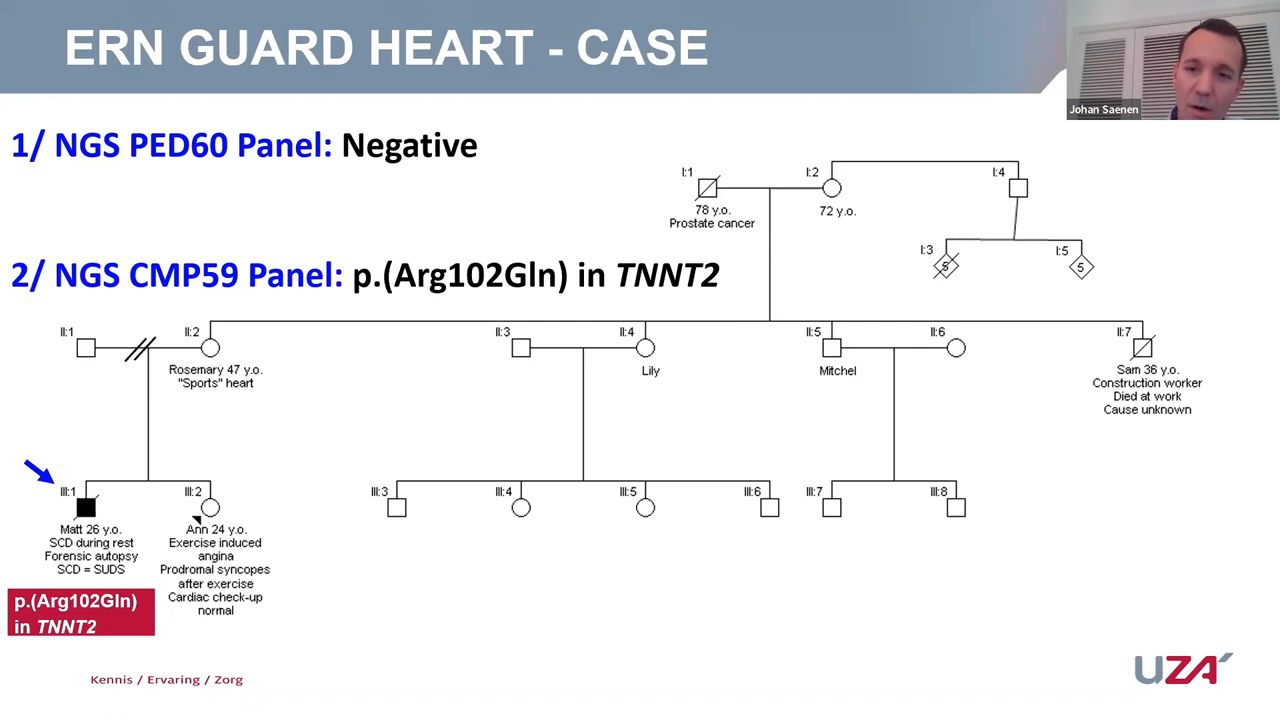 ERN GUARD HEART - CASE
Johan Saenen
1/ NGS PED60 Panel: Negative
I:1
I:2
I:4
78 y.o.
Prostate cancer
72 y.o.
I:3
I:5
5
5
2/ NGS CMP59 Panel: p.(Arg102Gln) in TNNT2
II:1
II:2
II:3
II:4
II:5
II:6
II:7
Rosemary 47 y.o.
"Sports" heart
Lily
Mitchel
Sam 36 y.o.
Construction worker
Died at work
Cause unknown
III:1
III:2
III:3
III:4
III:5
III:6
III:7
III:8
Matt 26 y.o.
SCD during rest
Forensic autopsy
SCD = SUDS
Ann 24 y.o.
Exercise induced
angina
Prodromal syncopes
after exercise
Cardiac check-up
normal
p.(Arg102Gln)
in TNNT2
Kennis / Ervaring / Zorg
UZA